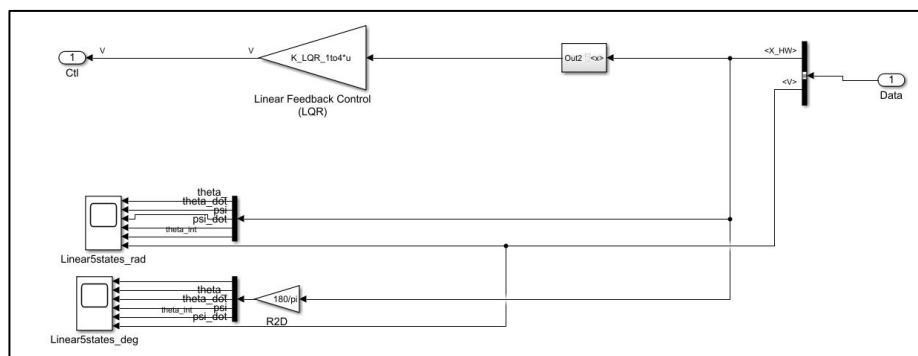 <X_HW>
V
V
K_LQR_1to4*u
Out2
<x>
1
Ctl
<V>
1
Data
Linear Feedback Control
(LQR)
theta
theta_dot
psi
psi_dot
theta_int
Linear5states_rad
theta
theta_dot
psi
theta_int
psi_dot
180/pi
R2D
Linear5states_deg